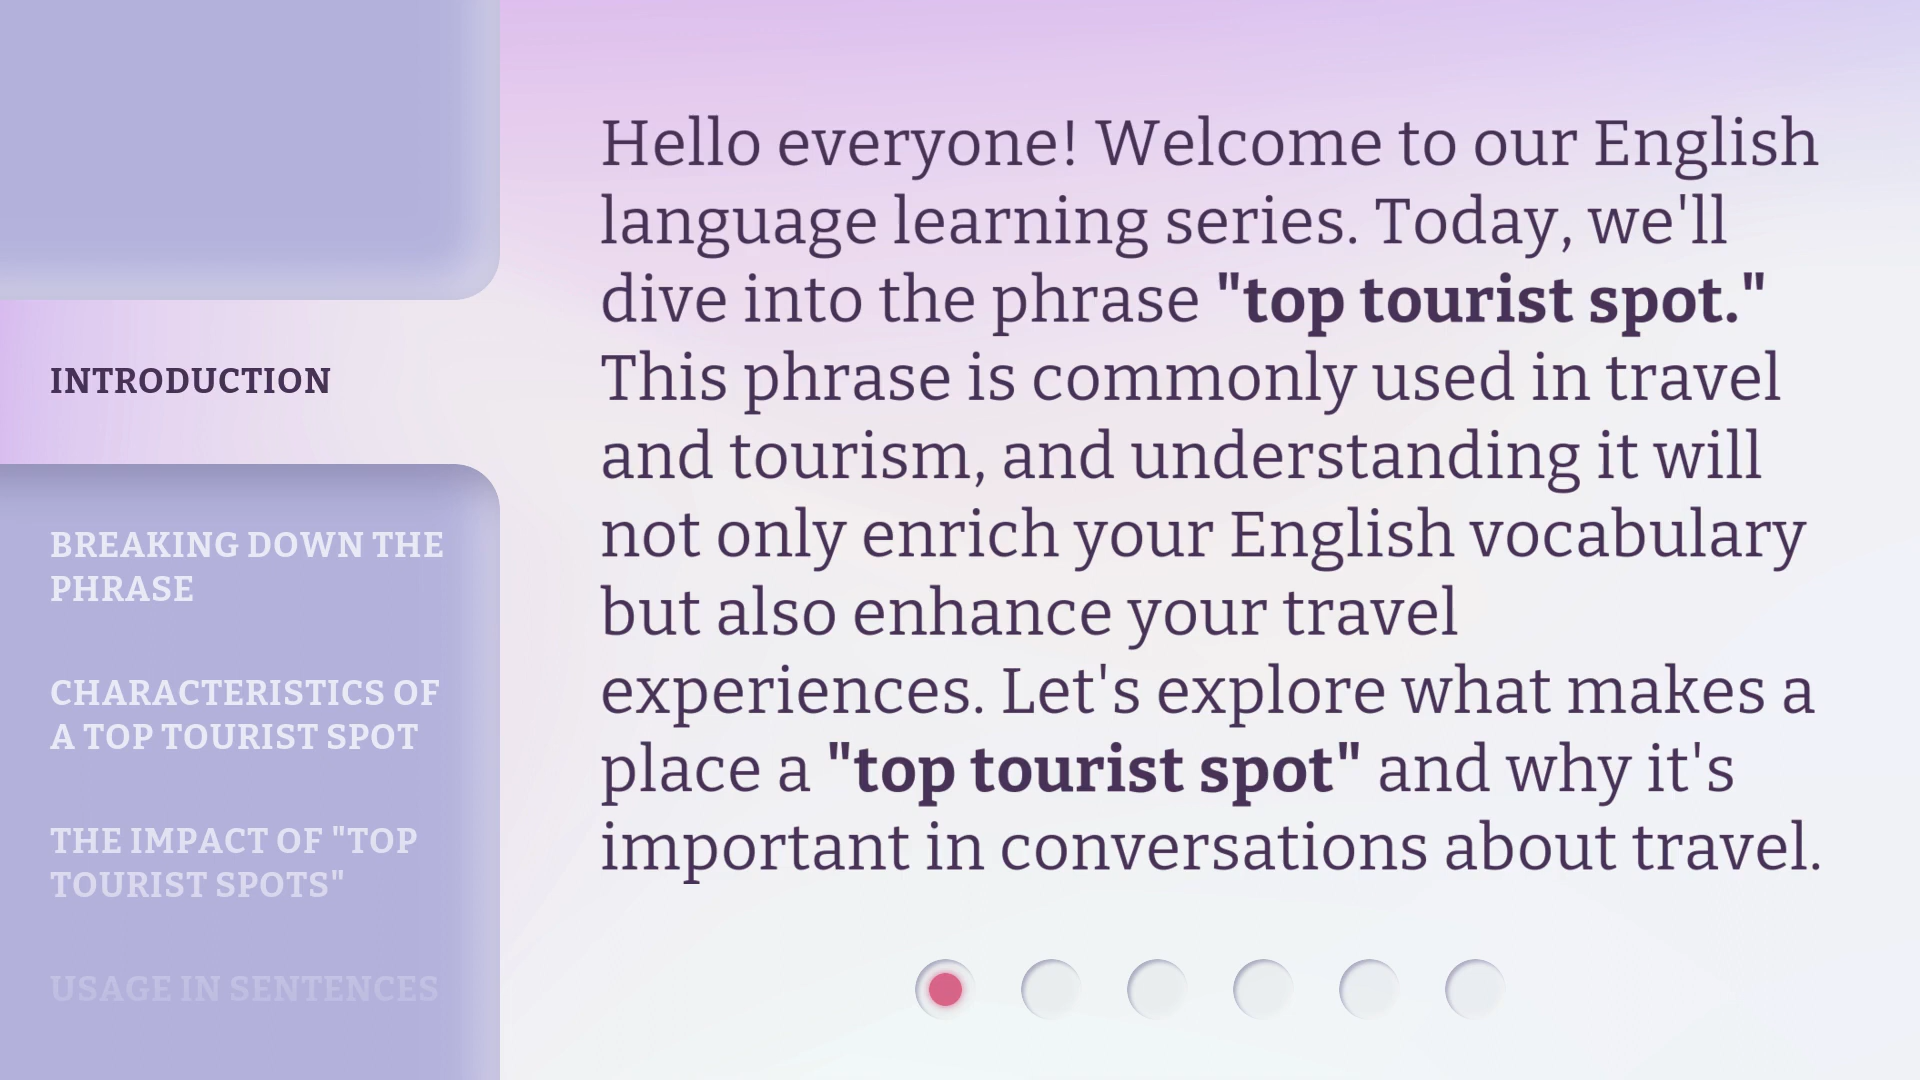 INTRODUCTION
BREAKING DOWN THE
PHRASE
CHARACTERISTICS OF
A TOP TOURIST SPOT
THE IMPACT OF "TOP
TOURIST SPOTS"
USAGE IN SENTENCES
Hello everyone! Welcome to our English
language learning series. Today, we'll
dive into the phrase "top tourist spot."
This phrase is commonly used in travel
and tourism, and understanding it will
not only enrich your English vocabulary
but also enhance your travel
experiences. Let's explore what makes a
place a "top tourist spot" and why it's
important in conversations about travel.